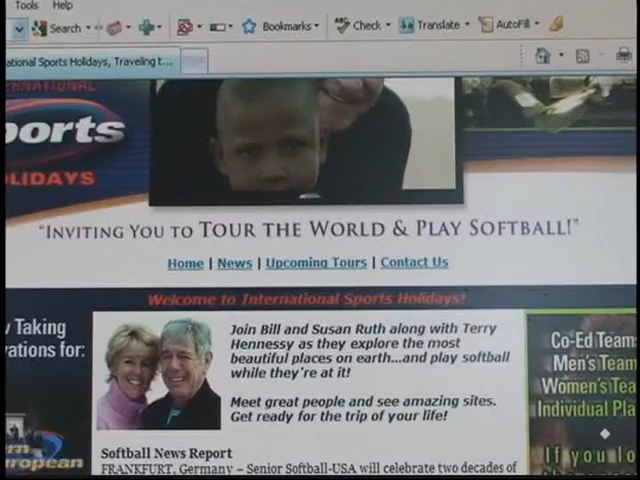 Tools Help
Search Bookmarks Check Translate AutoFill
national Sports Holidays, Traveling t...
ports
OLIDAYS
"INVITING YOU TO TOUR THE WORLD & PLAY SOFTBALL!"
Home | News | Upcoming Tours | Contact Us
Welcome to International Sports Holidays!
w Taking
vations for:
Join Bill and Susan Ruth along with Terry
Hennessy as they explore the most
beautiful places on earth...and play softball
while they're at it!
Meet great people and see amazing sites.
Get ready for the trip of your life!
Co-Ed Team
Men's Tea
Women's Tea
Individual Pla
If you lo
Softball News Report
FRANKFURT, Germany – Senior Softball-USA will celebrate two decades of
uropean